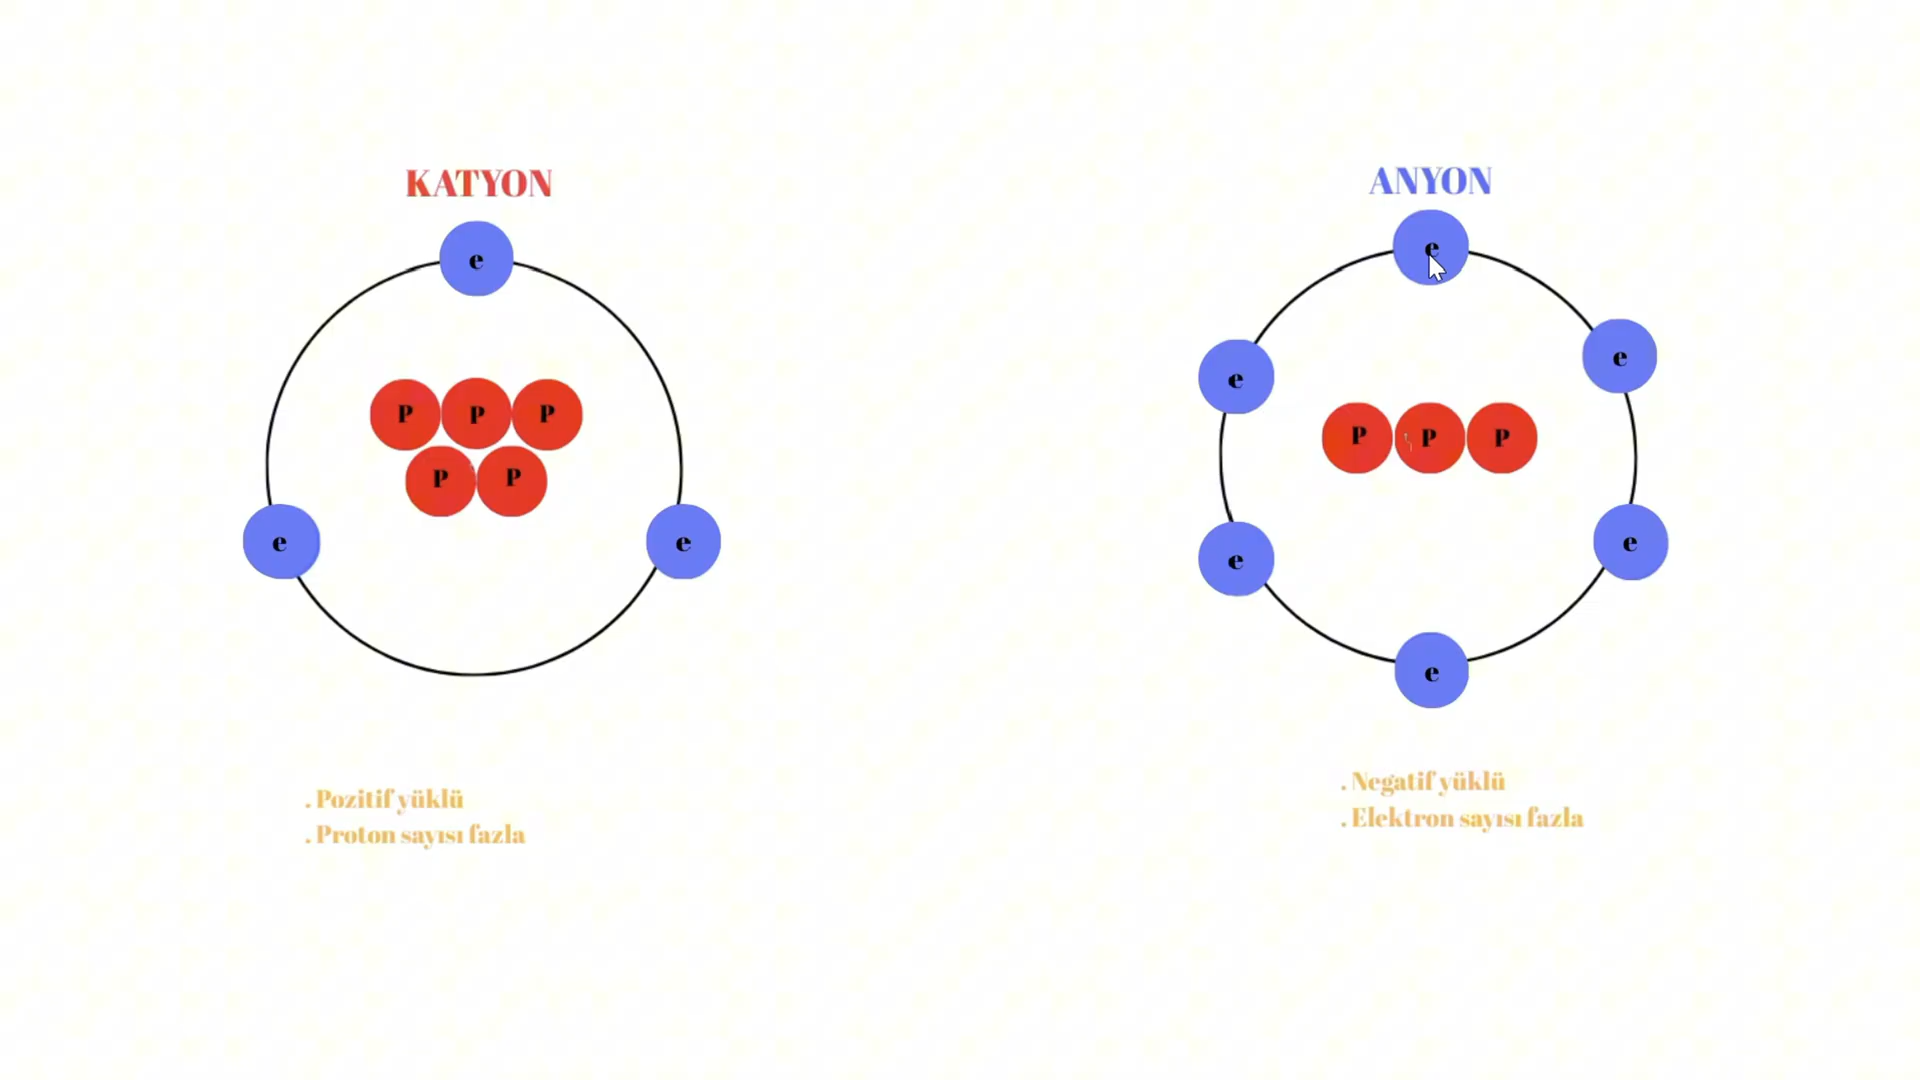 KATYON
e
P P P
P P
e e
. Pozitif yüklü
. Proton sayısı fazla
ANYON
e
e e
P P P
e e
e
. Negatif yüklü
. Elektron sayısı fazla